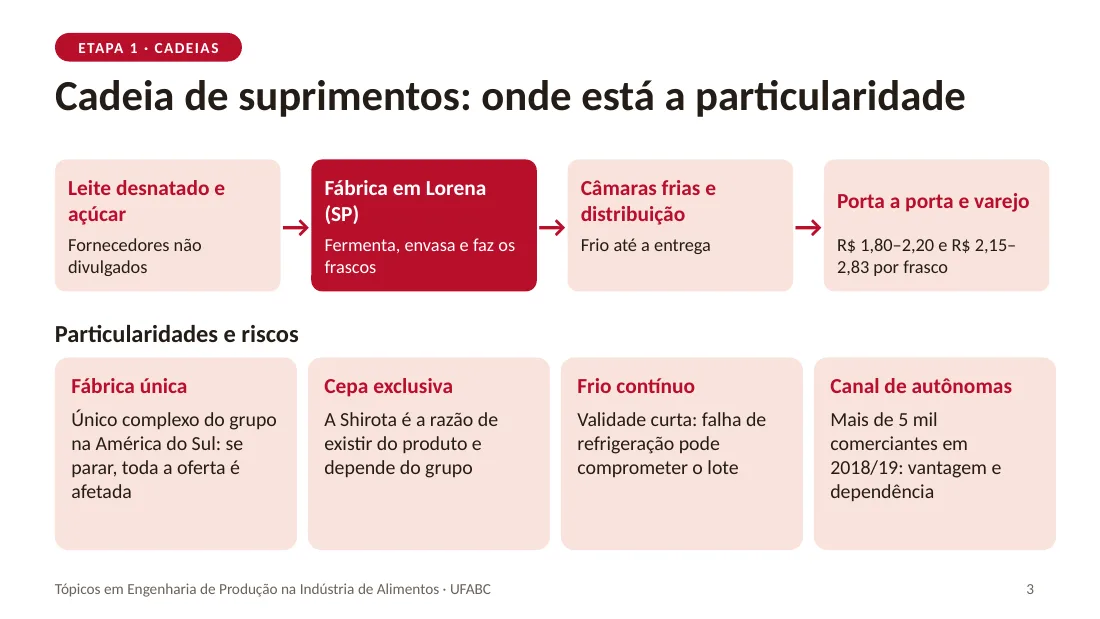 ETAPA 1 · CADEIAS
Cadeia de suprimentos: onde está a particularidade
Leite desnatado e
açúcar
Fornecedores não
divulgados
→
Fábrica em Lorena
(SP)
Fermenta, envasa e faz os
frascos
→
Câmaras frias e
distribuição
Frio até a entrega
→
Porta a porta e varejo
R$ 1,80–2,20 e R$ 2,15–
2,83 por frasco
Particularidades e riscos
Fábrica única
Único complexo do grupo
na América do Sul: se
parar, toda a oferta é
afetada
Cepa exclusiva
A Shirota é a razão de
existir do produto e
depende do grupo
Frio contínuo
Validade curta: falha de
refrigeração pode
comprometer o lote
Canal de autônomas
Mais de 5 mil
comerciantes em
2018/19: vantagem e
dependência
Tópicos em Engenharia de Produção na Indústria de Alimentos · UFABC
3